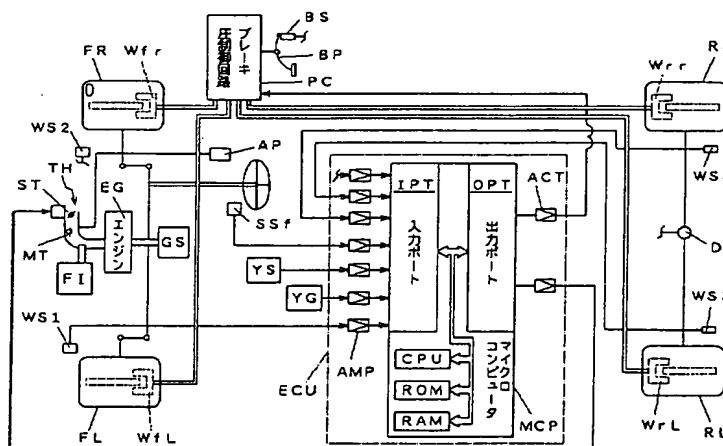 BS
ブレーキ圧制御回路
BP
FR
Wfr
PC
R
Wrr
WS2
AP
WS
TH
ST
EG
エンジン
GS
MT
FI
SSf
IPT
入力ポート
OPT
出力ポート
ACT
D
YS
YG
WS
WS1
AMP
CPU
ROM
RAM
マイクロコンピュータ
ECU
MCP
FL
WfL
WrL
RL